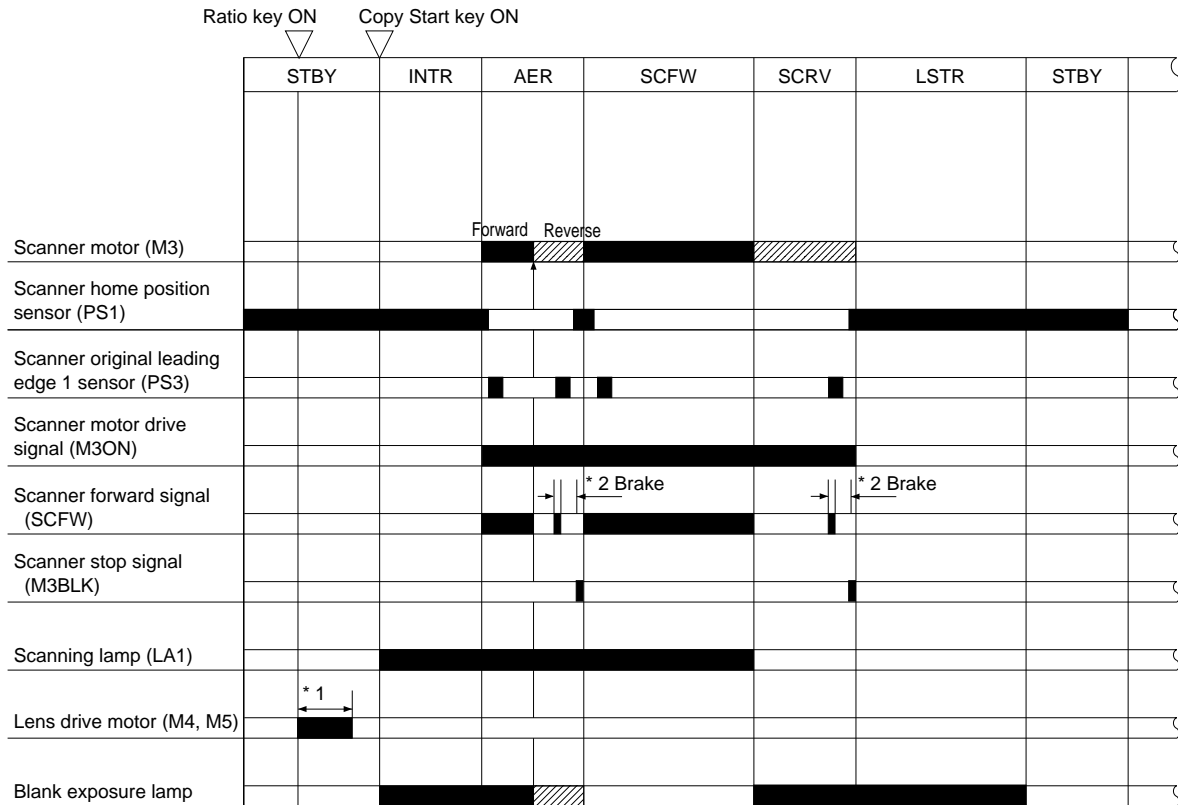 Ratio key ON
Copy Start key ON
STBY
INTR
AER
SCFW
SCRV
LSTR
STBY
Forward
Reverse
Scanner motor (M3)
Scanner home position
sensor (PS1)
Scanner original leading
edge 1 sensor (PS3)
Scanner motor drive
signal (M3ON)
* 2 Brake
* 2 Brake
Scanner forward signal
(SCFW)
Scanner stop signal
(M3BLK)
Scanning lamp (LA1)
* 1
Lens drive motor (M4, M5)
Blank exposure lamp